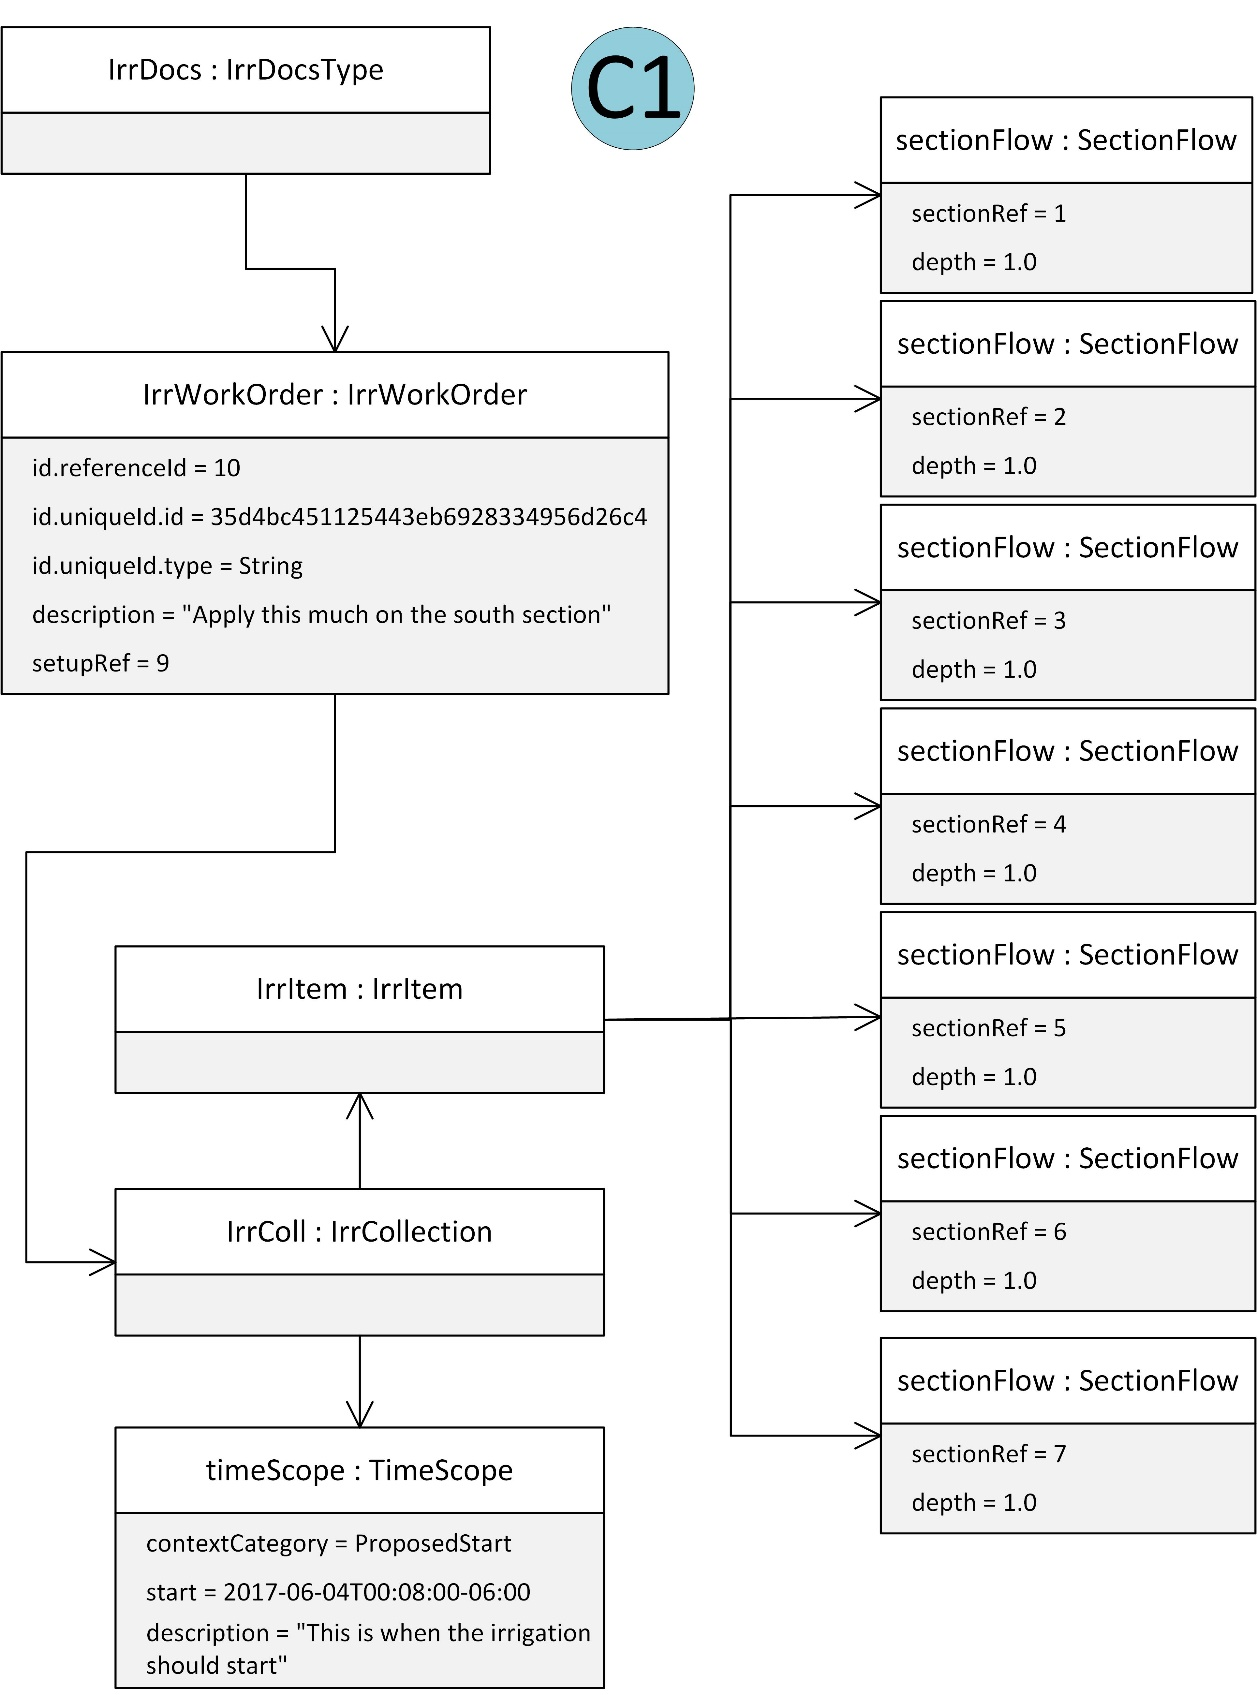 IrrDocs : IrrDocsType
C1
IrrWorkOrder : IrrWorkOrder
id.referenceId = 10
id.uniqueId.id = 35d4bc451125443eb6928334956d26c4
id.uniqueId.type = String
description = "Apply this much on the south section"
setupRef = 9
IrrItem : IrrItem
IrrColl : IrrCollection
timeScope : TimeScope
contextCategory = ProposedStart
start = 2017-06-04T00:08:00-06:00
description = "This is when the irrigation
should start"
sectionFlow : SectionFlow
sectionRef = 1
depth = 1.0
sectionFlow : SectionFlow
sectionRef = 2
depth = 1.0
sectionFlow : SectionFlow
sectionRef = 3
depth = 1.0
sectionFlow : SectionFlow
sectionRef = 4
depth = 1.0
sectionFlow : SectionFlow
sectionRef = 5
depth = 1.0
sectionFlow : SectionFlow
sectionRef = 6
depth = 1.0
sectionFlow : SectionFlow
sectionRef = 7
depth = 1.0